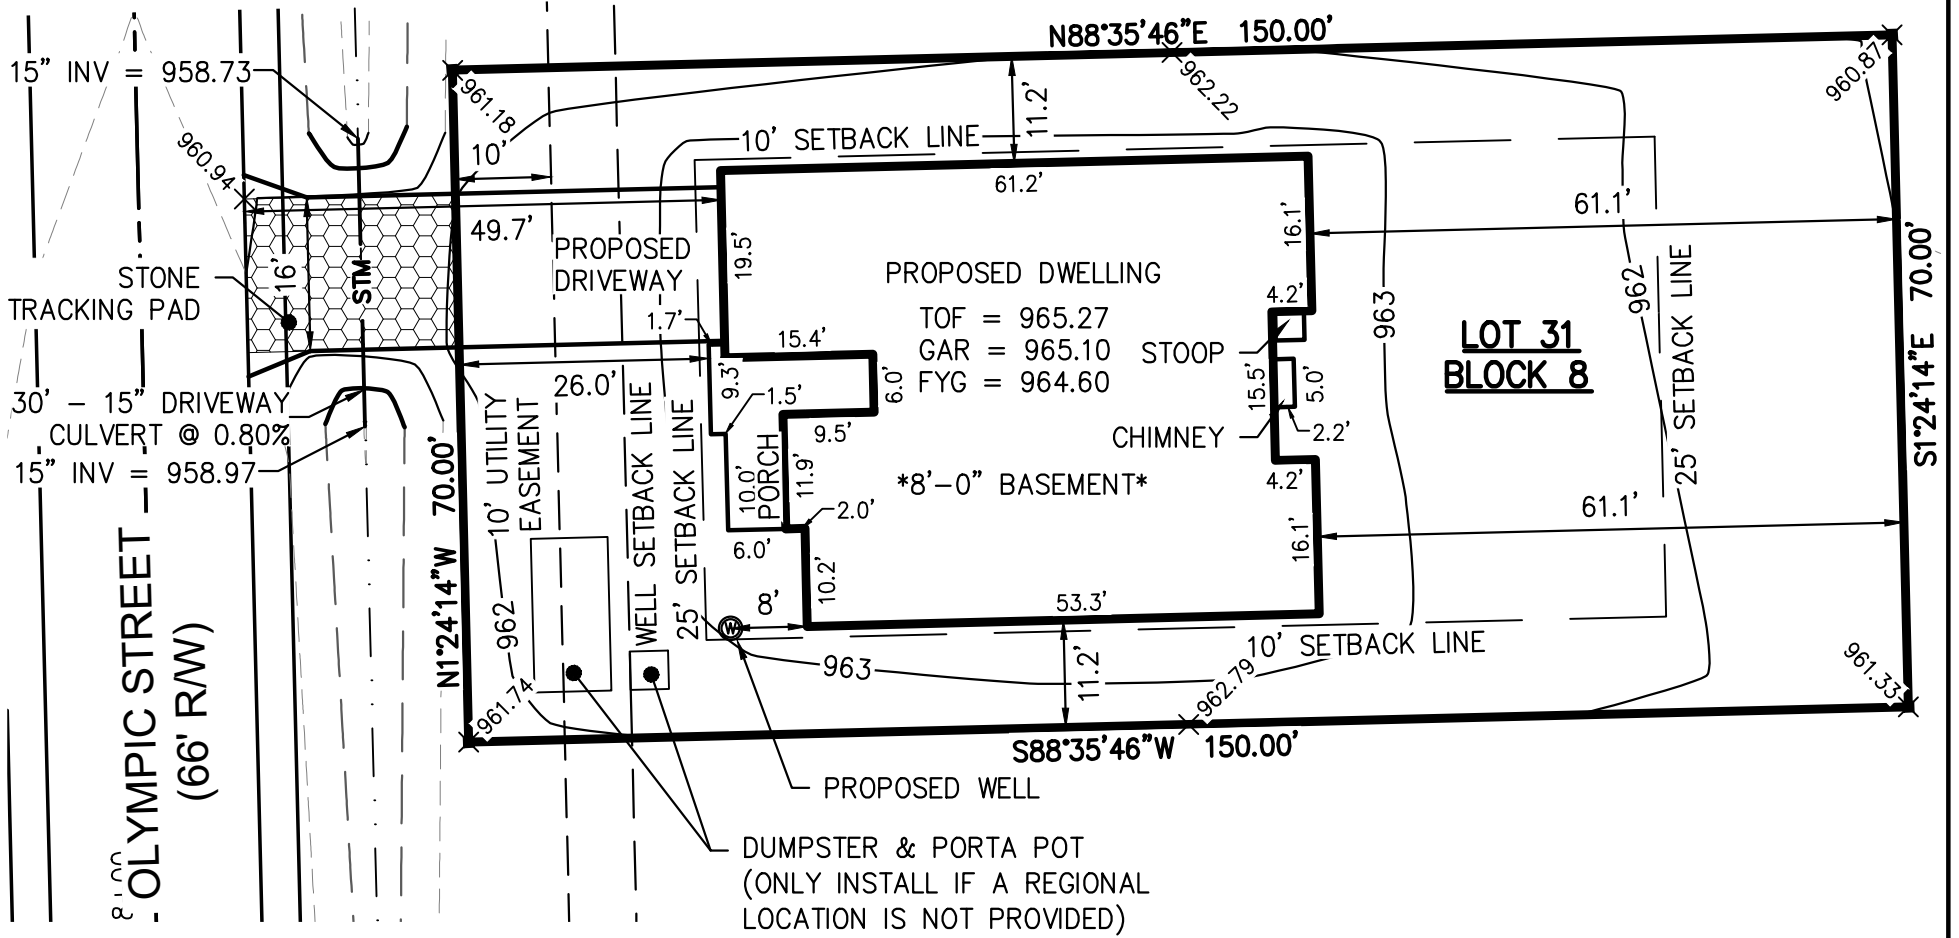 N88°35'46"E 150.00'
15" INV = 958.73
961.18
962.22
960.87
960.94
10'
11.2'
10' SETBACK LINE
61.2'
49.7'
PROPOSED
DRIVEWAY
19.5'
16.1'
61.1'
16'
STM
STONE
TRACKING PAD
PROPOSED DWELLING
TOF = 965.27
GAR = 965.10
FYG = 964.60
4.2'
STOOP
963
962
25' SETBACK LINE
S1°24'14"E 70.00'
LOT 31
BLOCK 8
1.7'
15.4'
9.3'
6.0'
26.0'
1.5'
9.5'
15.5'
5.0'
2.2'
CHIMNEY
30' - 15" DRIVEWAY
CULVERT @ 0.80%
15" INV = 958.97
N1°24'14"W 70.00'
10' UTILITY
EASEMENT
WELL SETBACK LINE
25' SETBACK LINE
10.0'
PORCH
11.9'
*8'-0" BASEMENT*
4.2'
2.0'
6.0'
10.2'
16.1'
61.1'
53.3'
8'
W
962
963
11.2'
10' SETBACK LINE
961.74
962.79
961.33
S88°35'46"W 150.00'
OLYMPIC STREET
(66' R/W)
PROPOSED WELL
DUMPSTER & PORTA POT
(ONLY INSTALL IF A REGIONAL
LOCATION IS NOT PROVIDED)